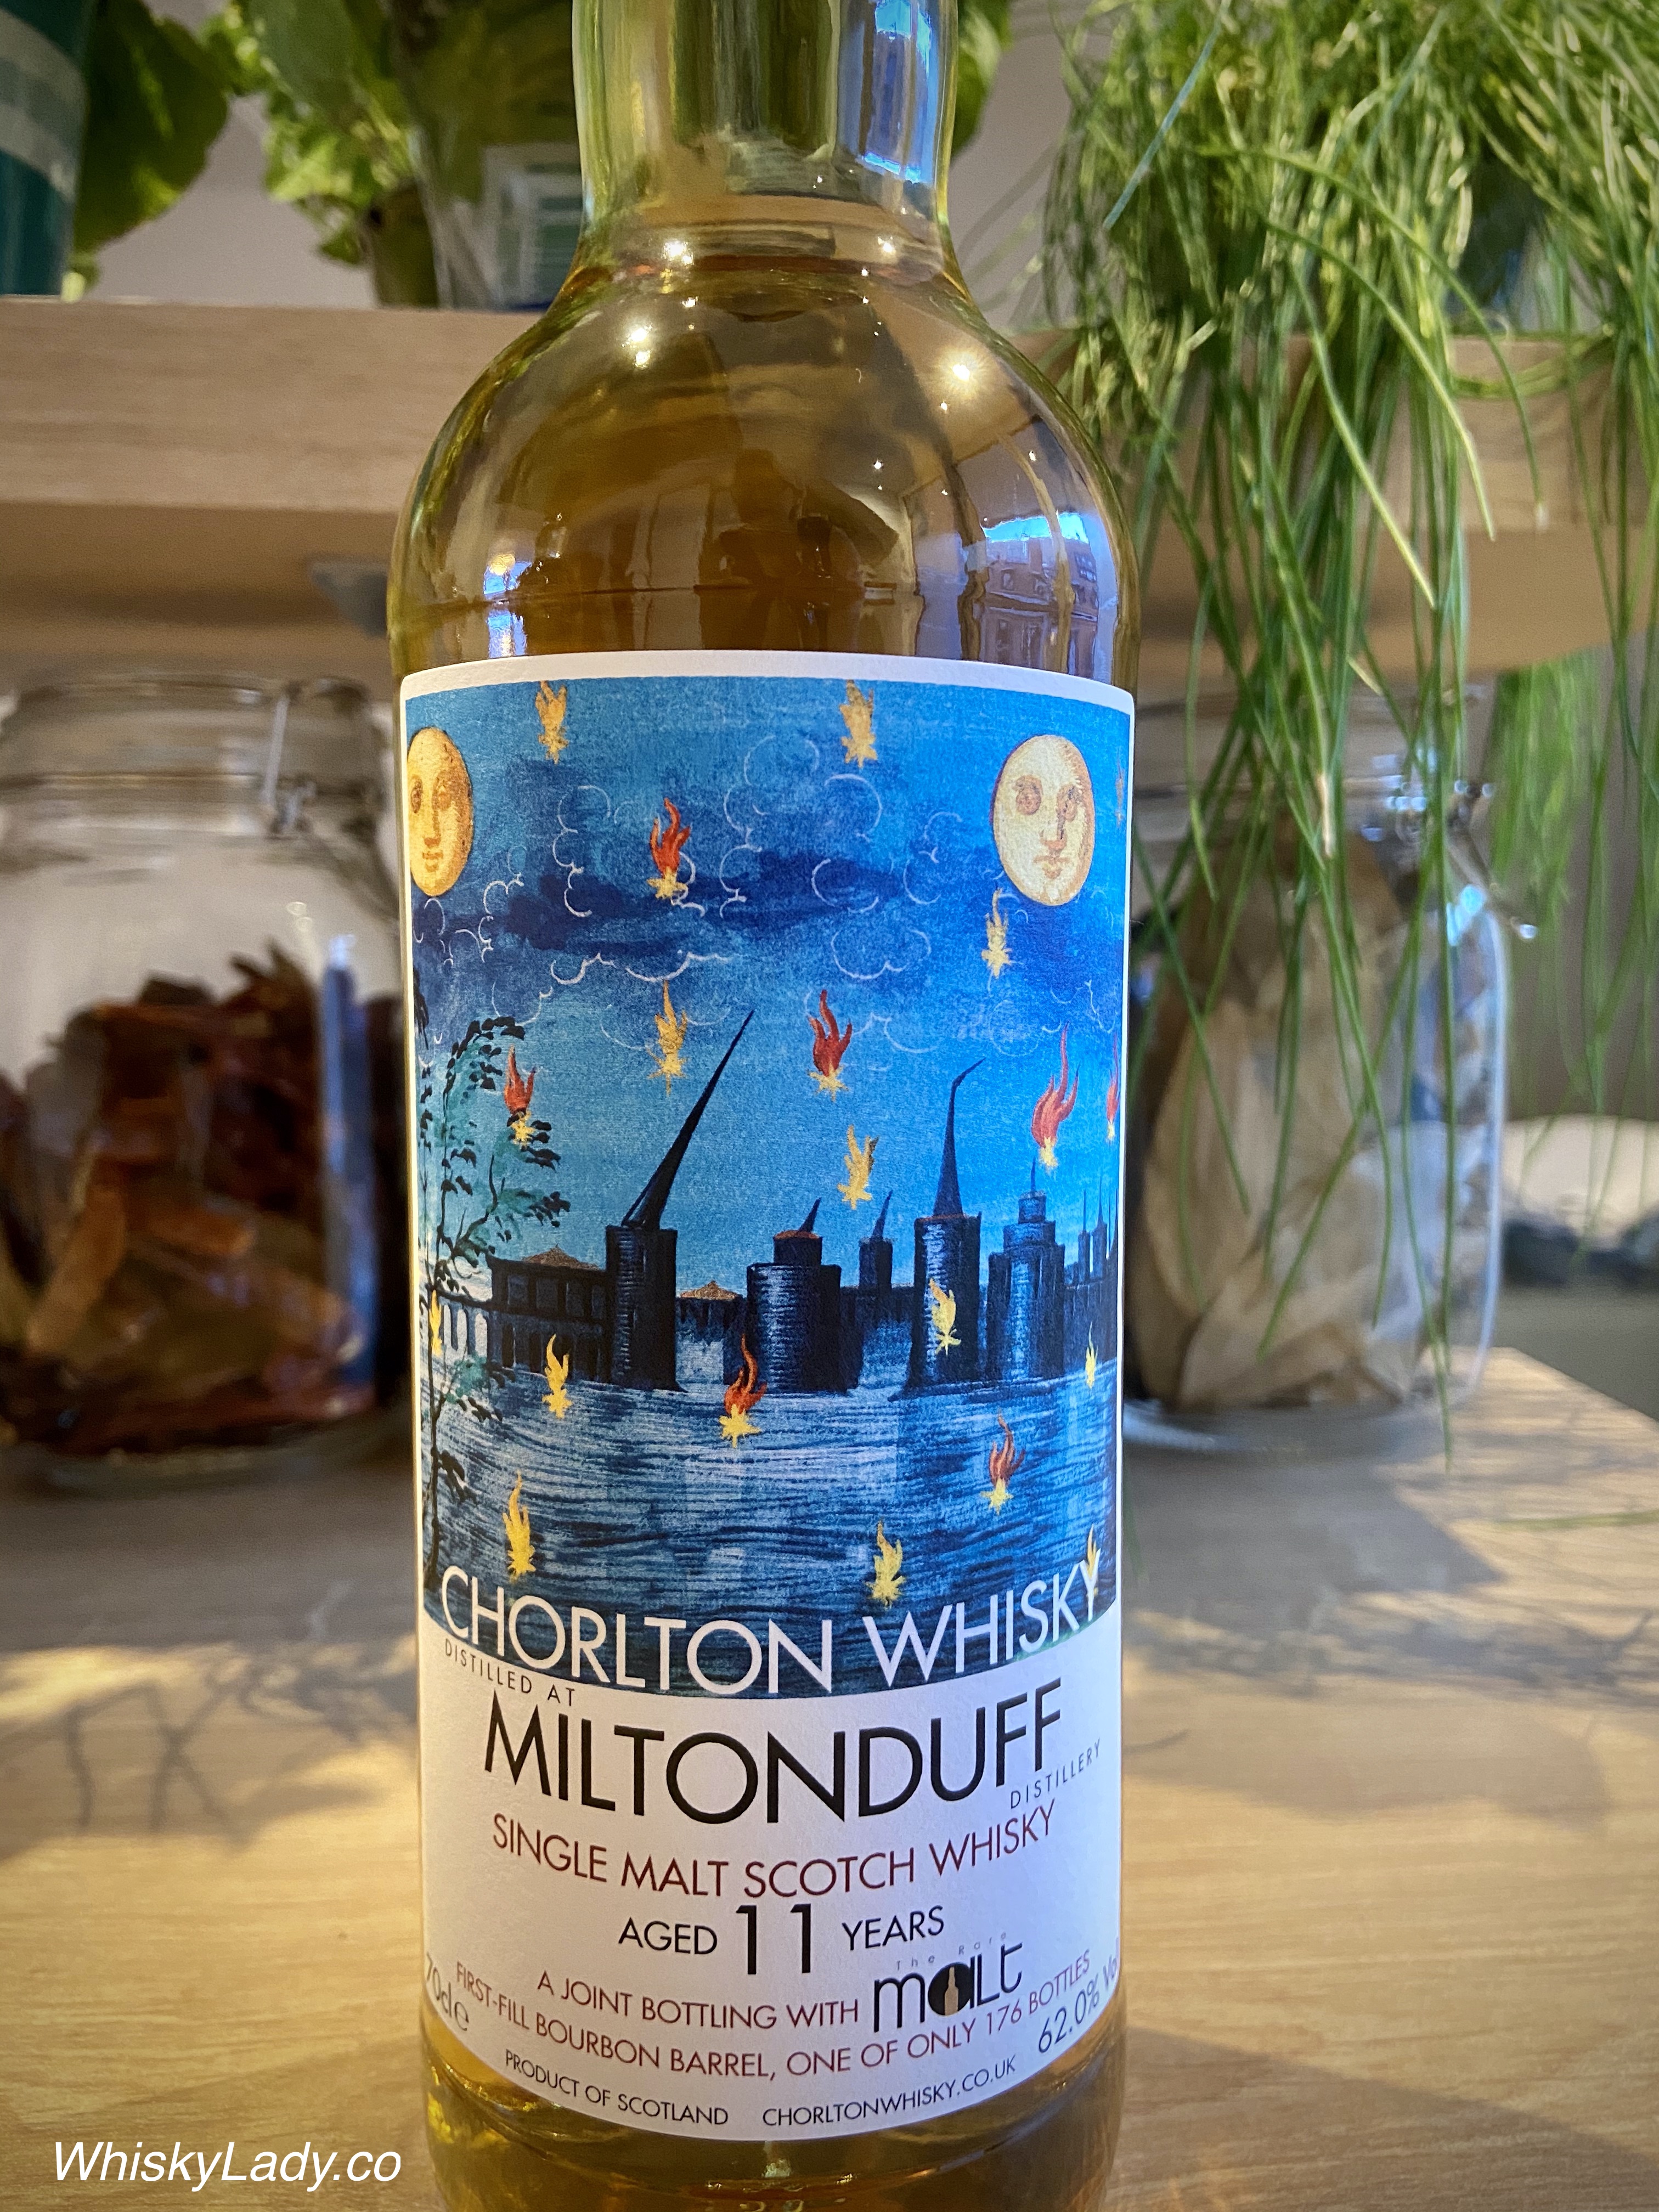 CHORLTON WHISKY
DISTILLED AT
MILTONDUFF
DISTILLERY
SINGLE MALT SCOTCH WHISKY
AGED 11 YEARS
The Rare
A JOINT BOTTLING WITH malt
FIRST-FILL BOURBON BARREL, ONE OF ONLY 176 BOTTLES
70cl e
62.0% Vol
PRODUCT OF SCOTLAND CHORLTONWHISKY.CO.UK
WhiskyLady.co